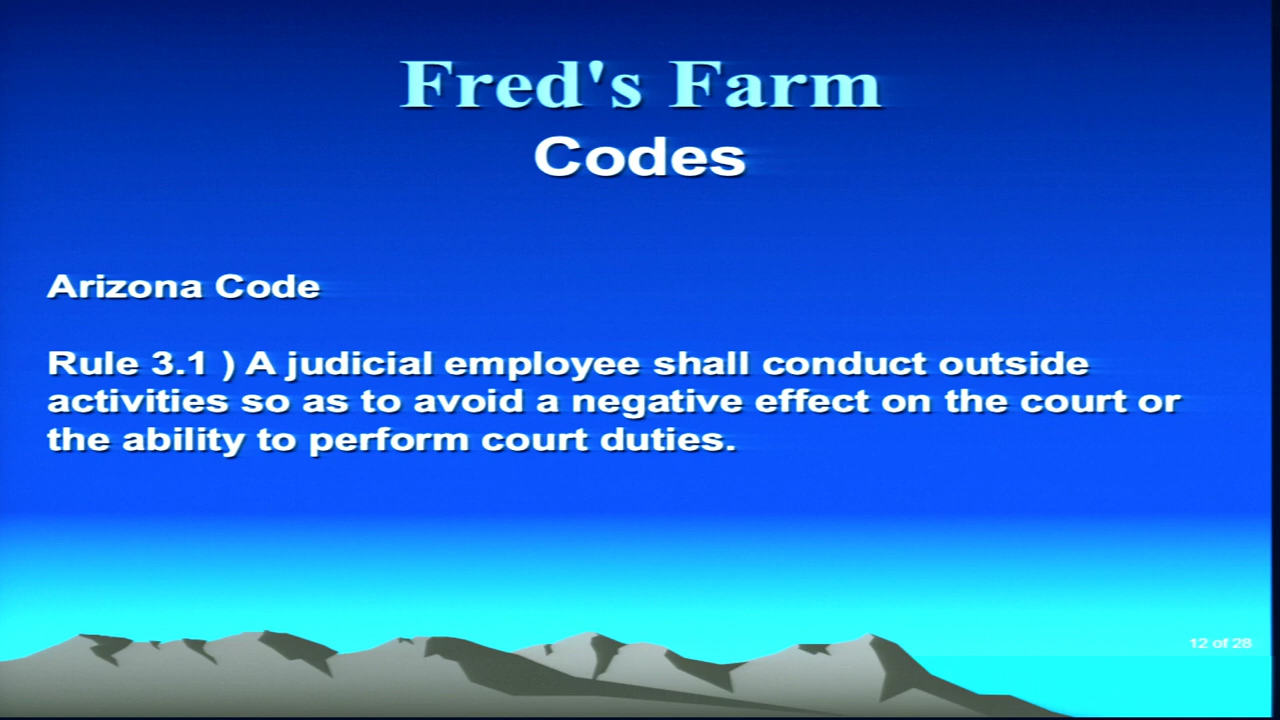 Fred's Farm
Codes
Arizona Code
Rule 3.1 ) A judicial employee shall conduct outside
activities so as to avoid a negative effect on the court or
the ability to perform court duties.
12 of 28